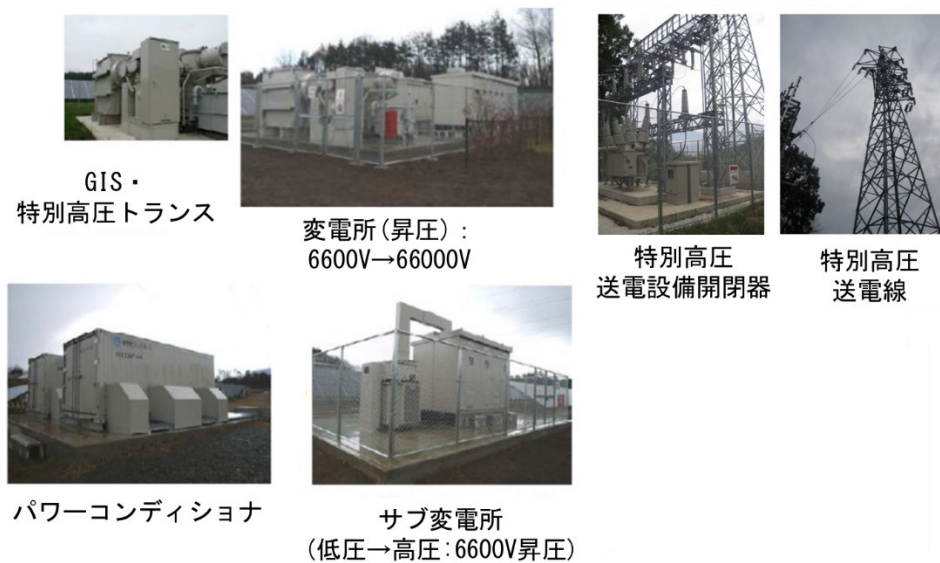 GIS・
特別高圧トランス
変電所(昇圧):
6600V→66000V
特別高圧
送電設備開閉器
特別高圧
送電線
パワーコンディショナ
サブ変電所
(低圧→高圧:6600V昇圧)